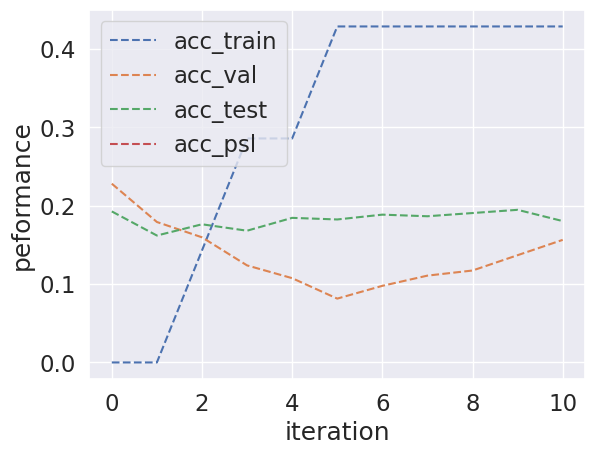 acc_train
acc_val
acc_test
acc_psl
0.4
0.3
0.2
0.1
0.0
peformance
0 2 4 6 8 10
iteration